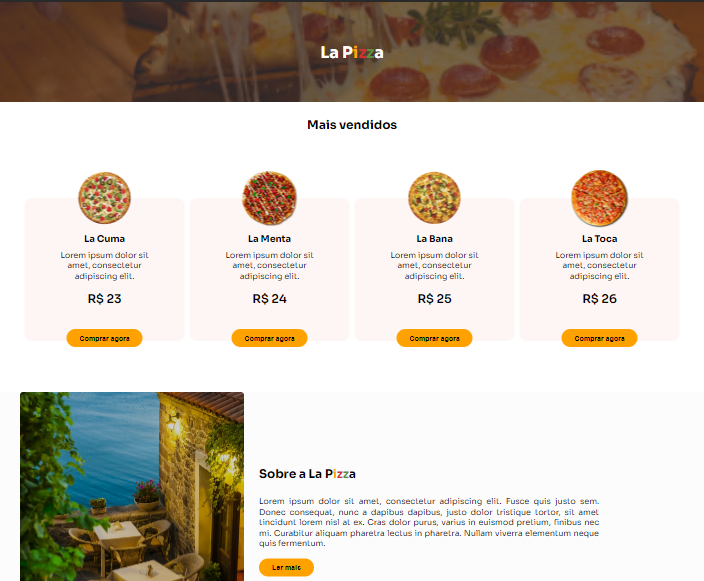 La Pizza
Mais vendidos
La Cuma
Lorem ipsum dolor sit
amet, consectetur
adipiscing elit.
R$ 23
Comprar agora
La Menta
Lorem ipsum dolor sit
amet, consectetur
adipiscing elit.
R$ 24
Comprar agora
La Bana
Lorem ipsum dolor sit
amet, consectetur
adipiscing elit.
R$ 25
Comprar agora
La Toca
Lorem ipsum dolor sit
amet, consectetur
adipiscing elit.
R$ 26
Comprar agora
Sobre a La Pizza
Lorem ipsum dolor sit amet, consectetur adipiscing elit. Fusce quis justo sem.
Donec consequat, nunc a dapibus dapibus, justo dolor tristique tortor, sit amet
tincidunt lorem nisl at ex. Cras dolor purus, varius in euismod pretium, finibus nec
mi. Curabitur aliquam pharetra lectus in pharetra. Nullam viverra elementum neque
quis fermentum.
Ler mais